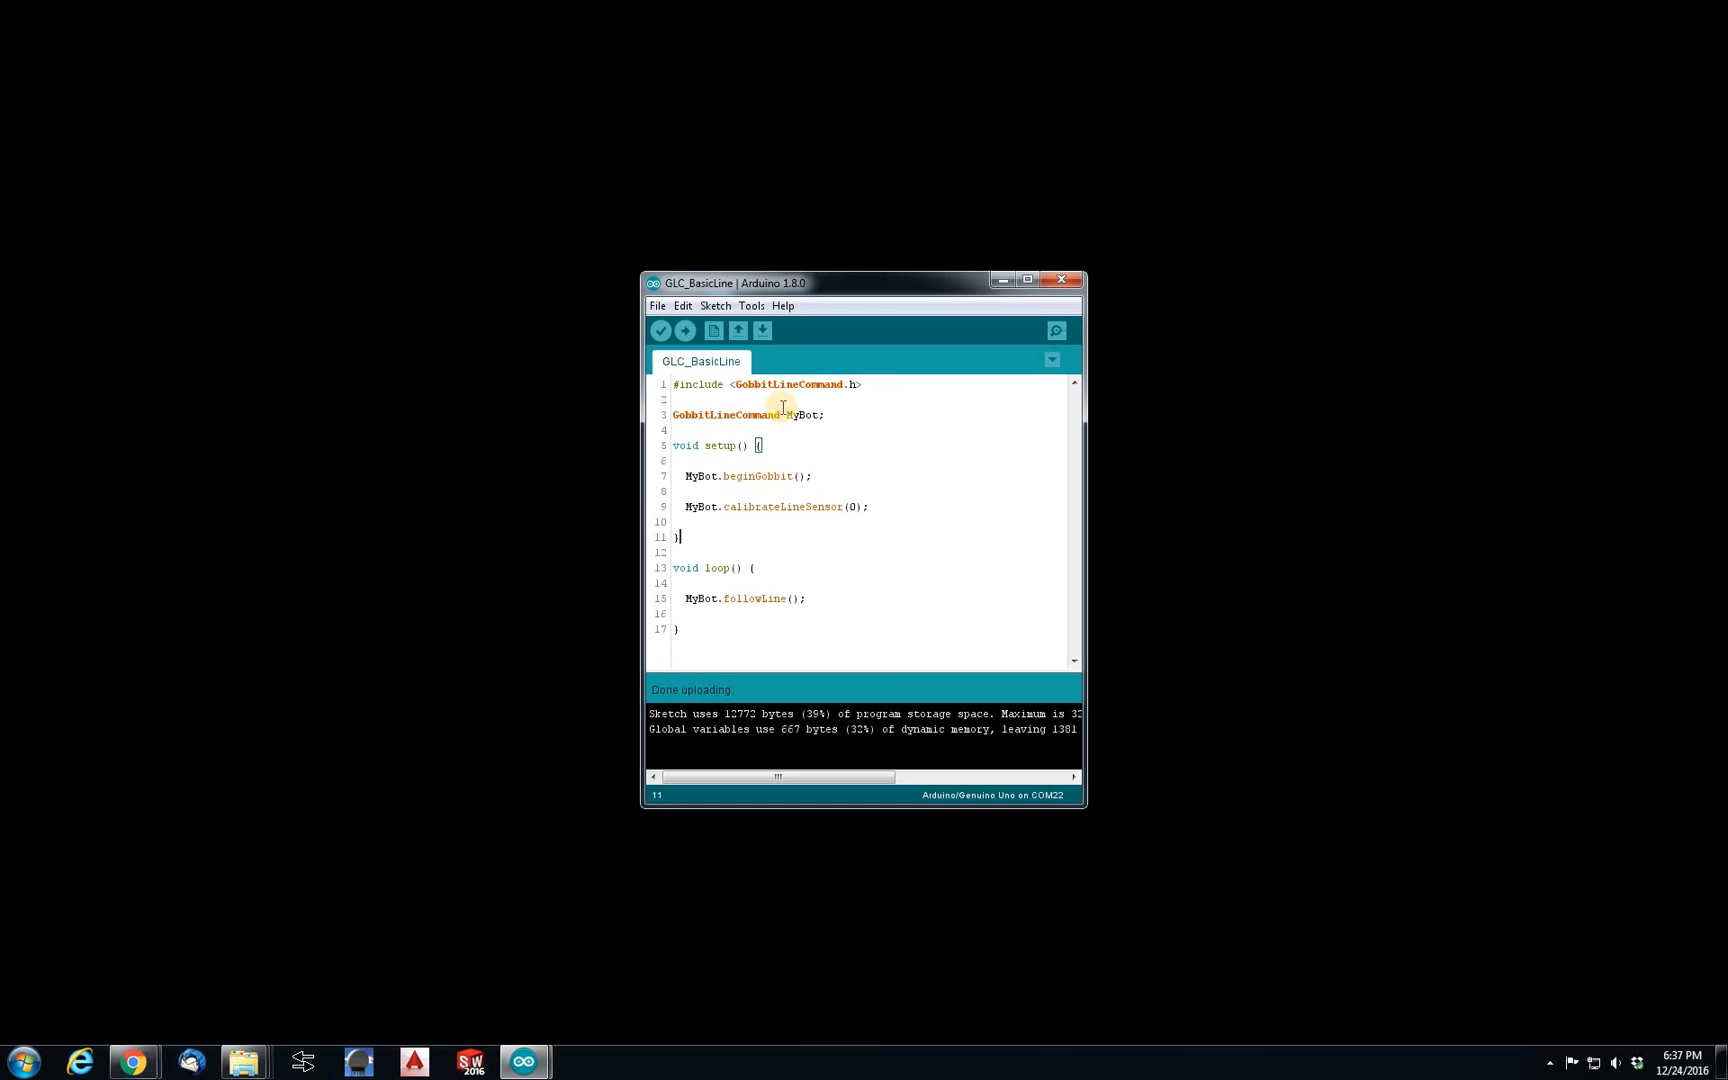 GLC_BasicLine | Arduino 1.8.0
File Edit Sketch Tools Help
GLC_BasicLine
1 #include <GobbitLineCommand.h>
2
3 GobbitLineCommand MyBot;
4
5 void setup() {
6
7 MyBot.beginGobbit();
8
9 MyBot.calibrateLineSensor(0);
10
11 }
12
13 void loop() {
14
15 MyBot.followLine();
16
17 }
Done uploading.
Sketch uses 12772 bytes (39%) of program storage space. Maximum is 32
Global variables use 667 bytes (32%) of dynamic memory, leaving 1381
11 Arduino/Genuino Uno on COM22
SW
2016
6:37 PM
12/24/2016